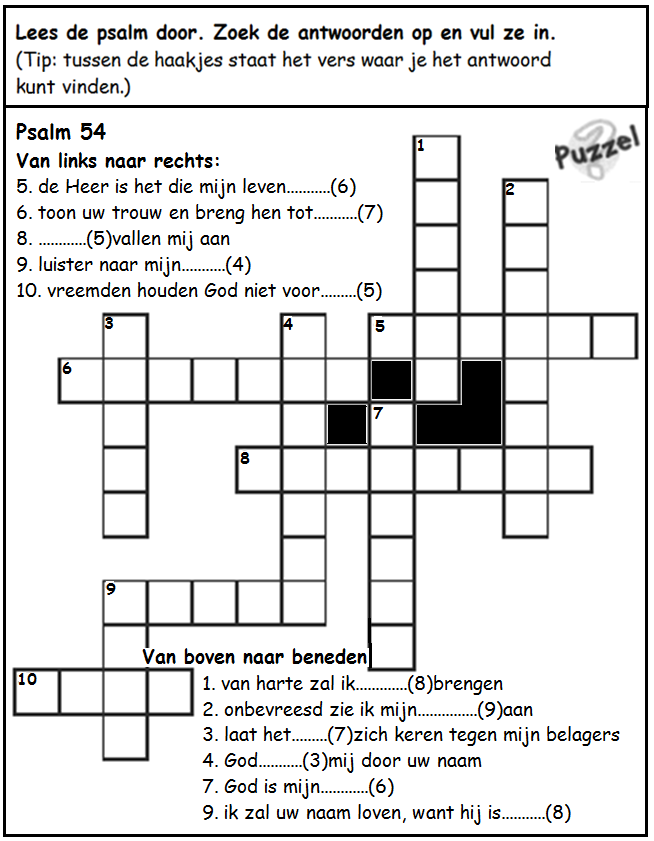 Lees de psalm door. Zoek de antwoorden op en vul ze in.
(Tip: tussen de haakjes staat het vers waar je het antwoord
kunt vinden.)
Psalm 54
Puzzel
Van links naar rechts:
5. de Heer is het die mijn leven...........(6)
6. toon uw trouw en breng hen tot...........(7)
8. ............(5)vallen mij aan
9. luister naar mijn...........(4)
10. vreemden houden God niet voor.........(5)
1
2
3
4
5
6
7
8
9
10
Van boven naar beneden
1. van harte zal ik.............(8)brengen
2. onbevreesd zie ik mijn...............(9)aan
3. laat het.........(7)zich keren tegen mijn belagers
4. God...........(3)mij door uw naam
7. God is mijn............(6)
9. ik zal uw naam loven, want hij is...........(8)